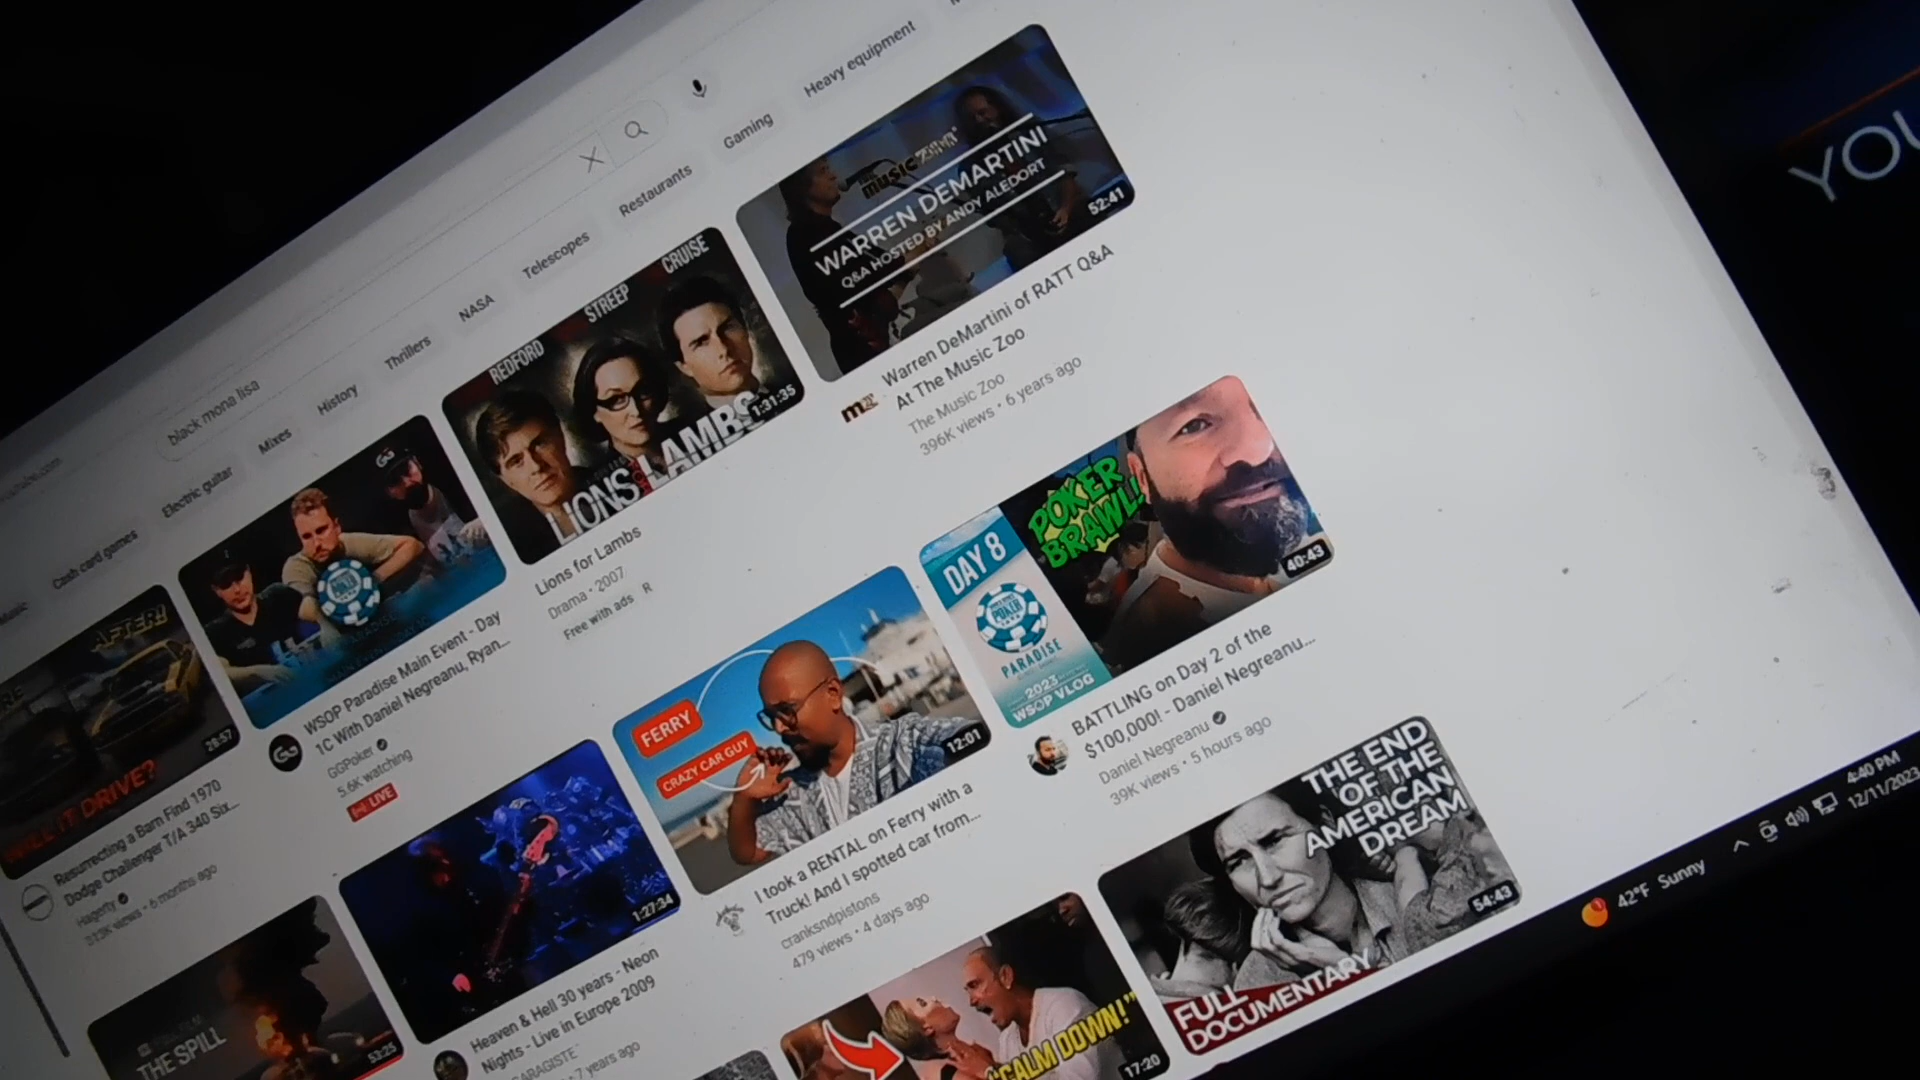 black mona lisa
Music
Cash card games
Electric guitar
Mixes
History
Thrillers
NASA
Telescopes
Restaurants
Gaming
Heavy equipment
YOU
AFTER!
WILL IT DRIVE?
28:57
Resurrecting a Barn Find 1970
Dodge Challenger T/A 340 Six...
Hagerty
6 months ago
GG
WSOP Paradise Main Event - Day
1C With Daniel Negreanu, Ryan...
GGPoker
5.6K watching
LIVE
REDFORD
STREEP
CRUISE
LIONS FOR LAMBS
1:31:35
Lions for Lambs
Drama • 2007
Free with ads R
MUSIC ZOO
WARREN DEMARTINI
Q&A HOSTED BY ANDY ALEDORT
52:41
Warren DeMartini of RATT Q&A
At The Music Zoo
The Music Zoo
396K views • 6 years ago
THE SPILL
53:25
1:27:34
Heaven & Hell 30 years - Neon
Nights - Live in Europe 2009
7 years ago
FERRY
CRAZY CAR GUY
12:01
I took a RENTAL on Ferry with a
Truck! And I spotted car from...
cranksndpistons
479 views • 4 days ago
DAY 8
POKER
BRAWL!
PARADISE
2023
WSOP VLOG
40:43
BATTLING on Day 2 of the
$100,000! - Daniel Negreanu...
Daniel Negreanu
39K views • 5 hours ago
"CALM DOWN!"
17:20
THE END
OF THE
AMERICAN
DREAM
FULL
DOCUMENTARY
54:43
42°F Sunny
4:40 PM
12/11/2023